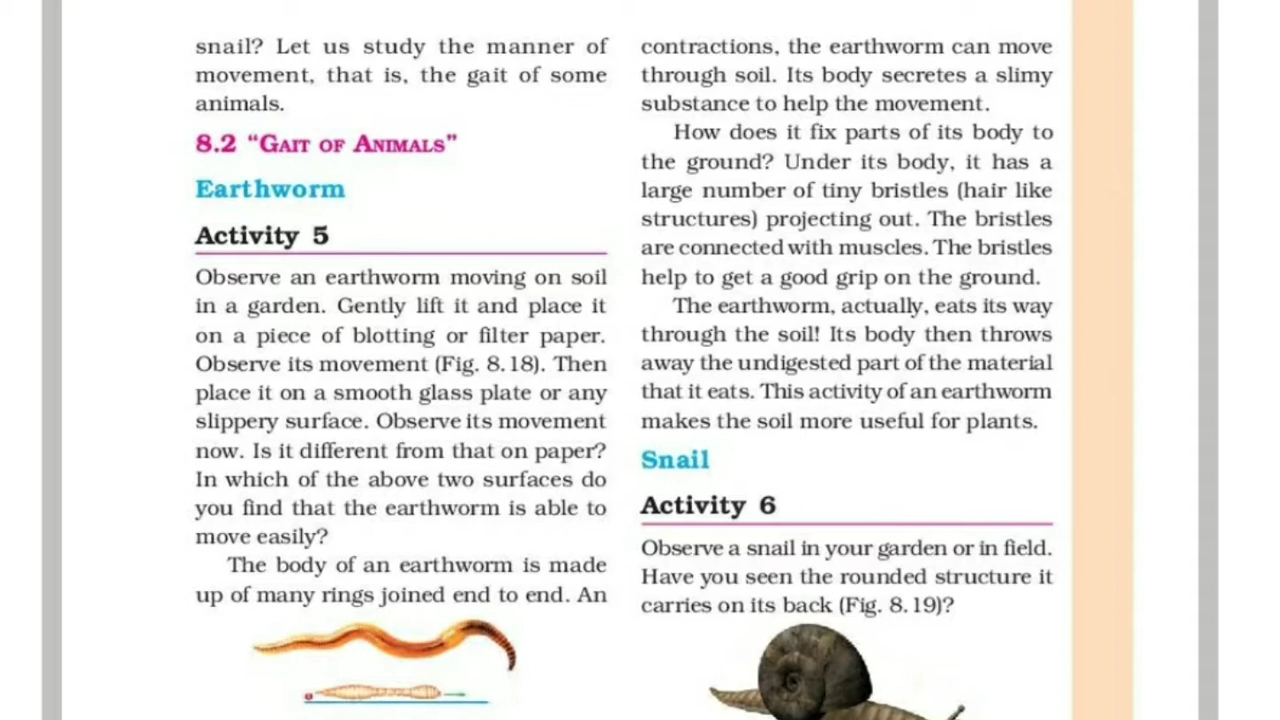 snail? Let us study the manner of
movement, that is, the gait of some
animals.
8.2 "GAIT OF ANIMALS"
Earthworm
Activity 5
Observe an earthworm moving on soil
in a garden. Gently lift it and place it
on a piece of blotting or filter paper.
Observe its movement (Fig. 8.18). Then
place it on a smooth glass plate or any
slippery surface. Observe its movement
now. Is it different from that on paper?
In which of the above two surfaces do
you find that the earthworm is able to
move easily?
The body of an earthworm is made
up of many rings joined end to end. An
contractions, the earthworm can move
through soil. Its body secretes a slimy
substance to help the movement.
How does it fix parts of its body to
the ground? Under its body, it has a
large number of tiny bristles (hair like
structures) projecting out. The bristles
are connected with muscles. The bristles
help to get a good grip on the ground.
The earthworm, actually, eats its way
through the soil! Its body then throws
away the undigested part of the material
that it eats. This activity of an earthworm
makes the soil more useful for plants.
Snail
Activity 6
Observe a snail in your garden or in field.
Have you seen the rounded structure it
carries on its back (Fig. 8.19)?